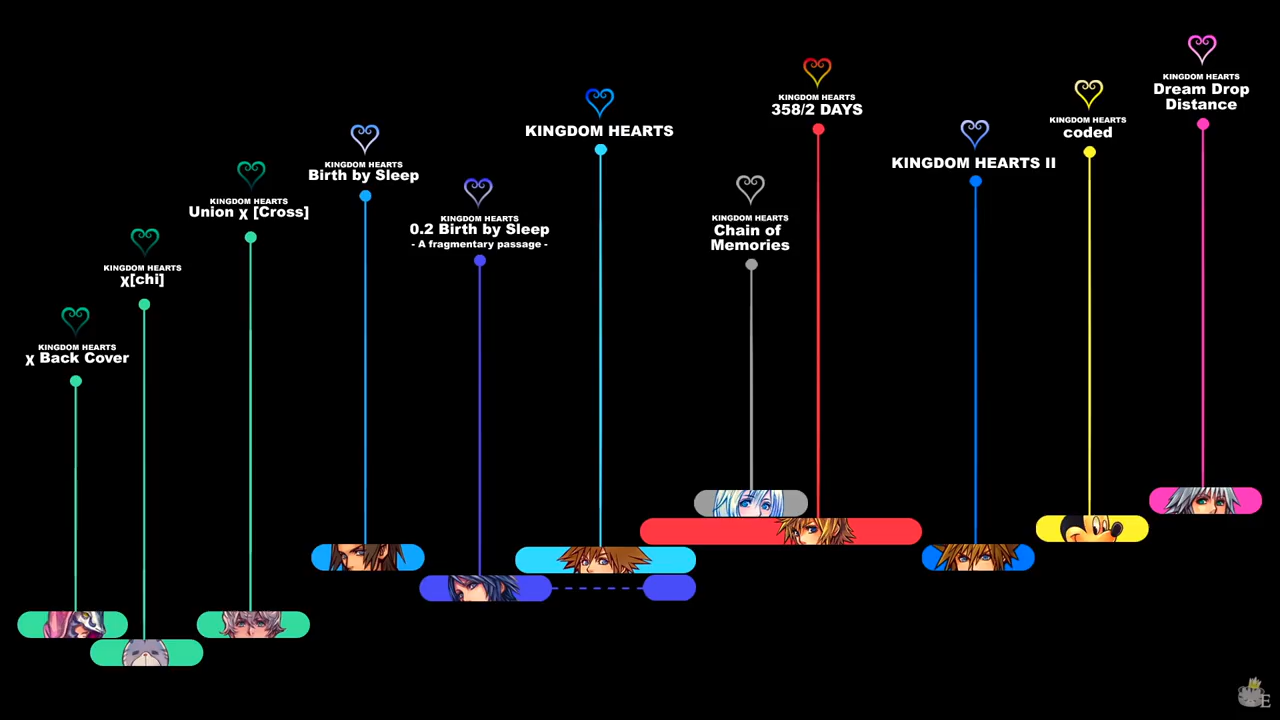 KINGDOM HEARTS
χ Back Cover
KINGDOM HEARTS
χ[chi]
KINGDOM HEARTS
Union χ [Cross]
KINGDOM HEARTS
Birth by Sleep
KINGDOM HEARTS
0.2 Birth by Sleep
- A fragmentary passage -
KINGDOM HEARTS
KINGDOM HEARTS
Chain of
Memories
KINGDOM HEARTS
358/2 DAYS
KINGDOM HEARTS II
KINGDOM HEARTS
coded
KINGDOM HEARTS
Dream Drop
Distance
E